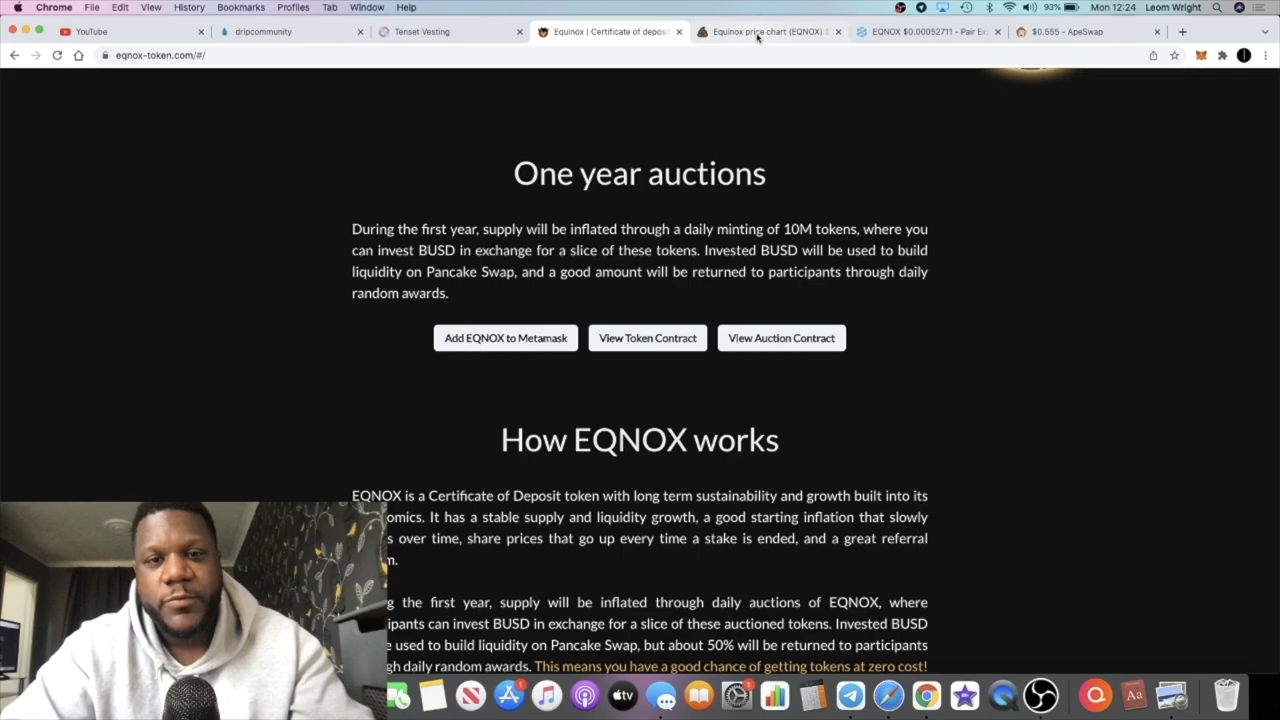 Chrome File Edit View History Bookmarks Profiles Tab Window Help 93% Mon 12:24 Leom Wright
YouTube dripcommunity Tenset Vesting Equinox | Certificate of deposi Equinox price chart (EQNOX) EQNOX $0.00052711 - Pair Ex $0.555 - ApeSwap
eqnox-token.com/#/
One year auctions
During the first year, supply will be inflated through a daily minting of 10M tokens, where you
can invest BUSD in exchange for a slice of these tokens. Invested BUSD will be used to build
liquidity on Pancake Swap, and a good amount will be returned to participants through daily
random awards.
Add EQNOX to Metamask View Token Contract View Auction Contract
How EQNOX works
EQNOX is a Certificate of Deposit token with long term sustainability and growth built into its
omics. It has a stable supply and liquidity growth, a good starting inflation that slowly
s over time, share prices that go up every time a stake is ended, and a great referral
m.
g the first year, supply will be inflated through daily auctions of EQNOX, where
ipants can invest BUSD in exchange for a slice of these auctioned tokens. Invested BUSD
e used to build liquidity on Pancake Swap, but about 50% will be returned to participants
gh daily random awards. This means you have a good chance of getting tokens at zero cost!
tv
Aa